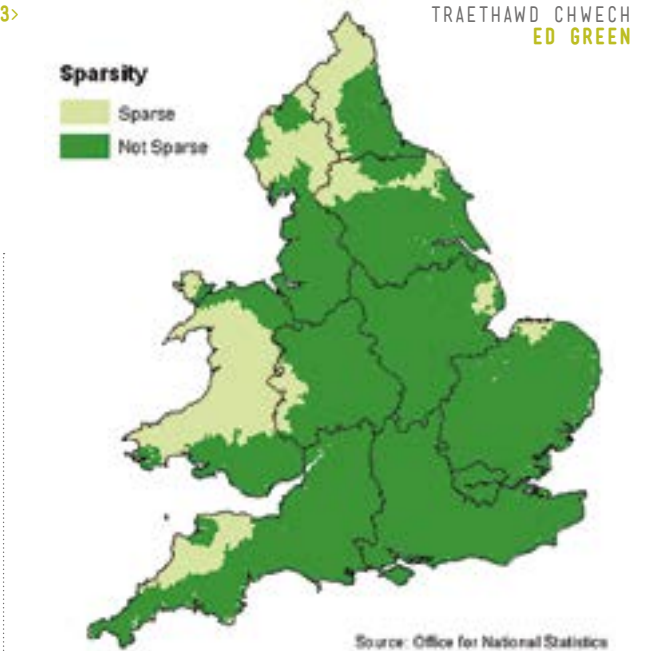 3>
TRAETHAWD CHWECH
ED GREEN
Sparsity
Sparse
Not Sparse
Source: Office for National Statistics